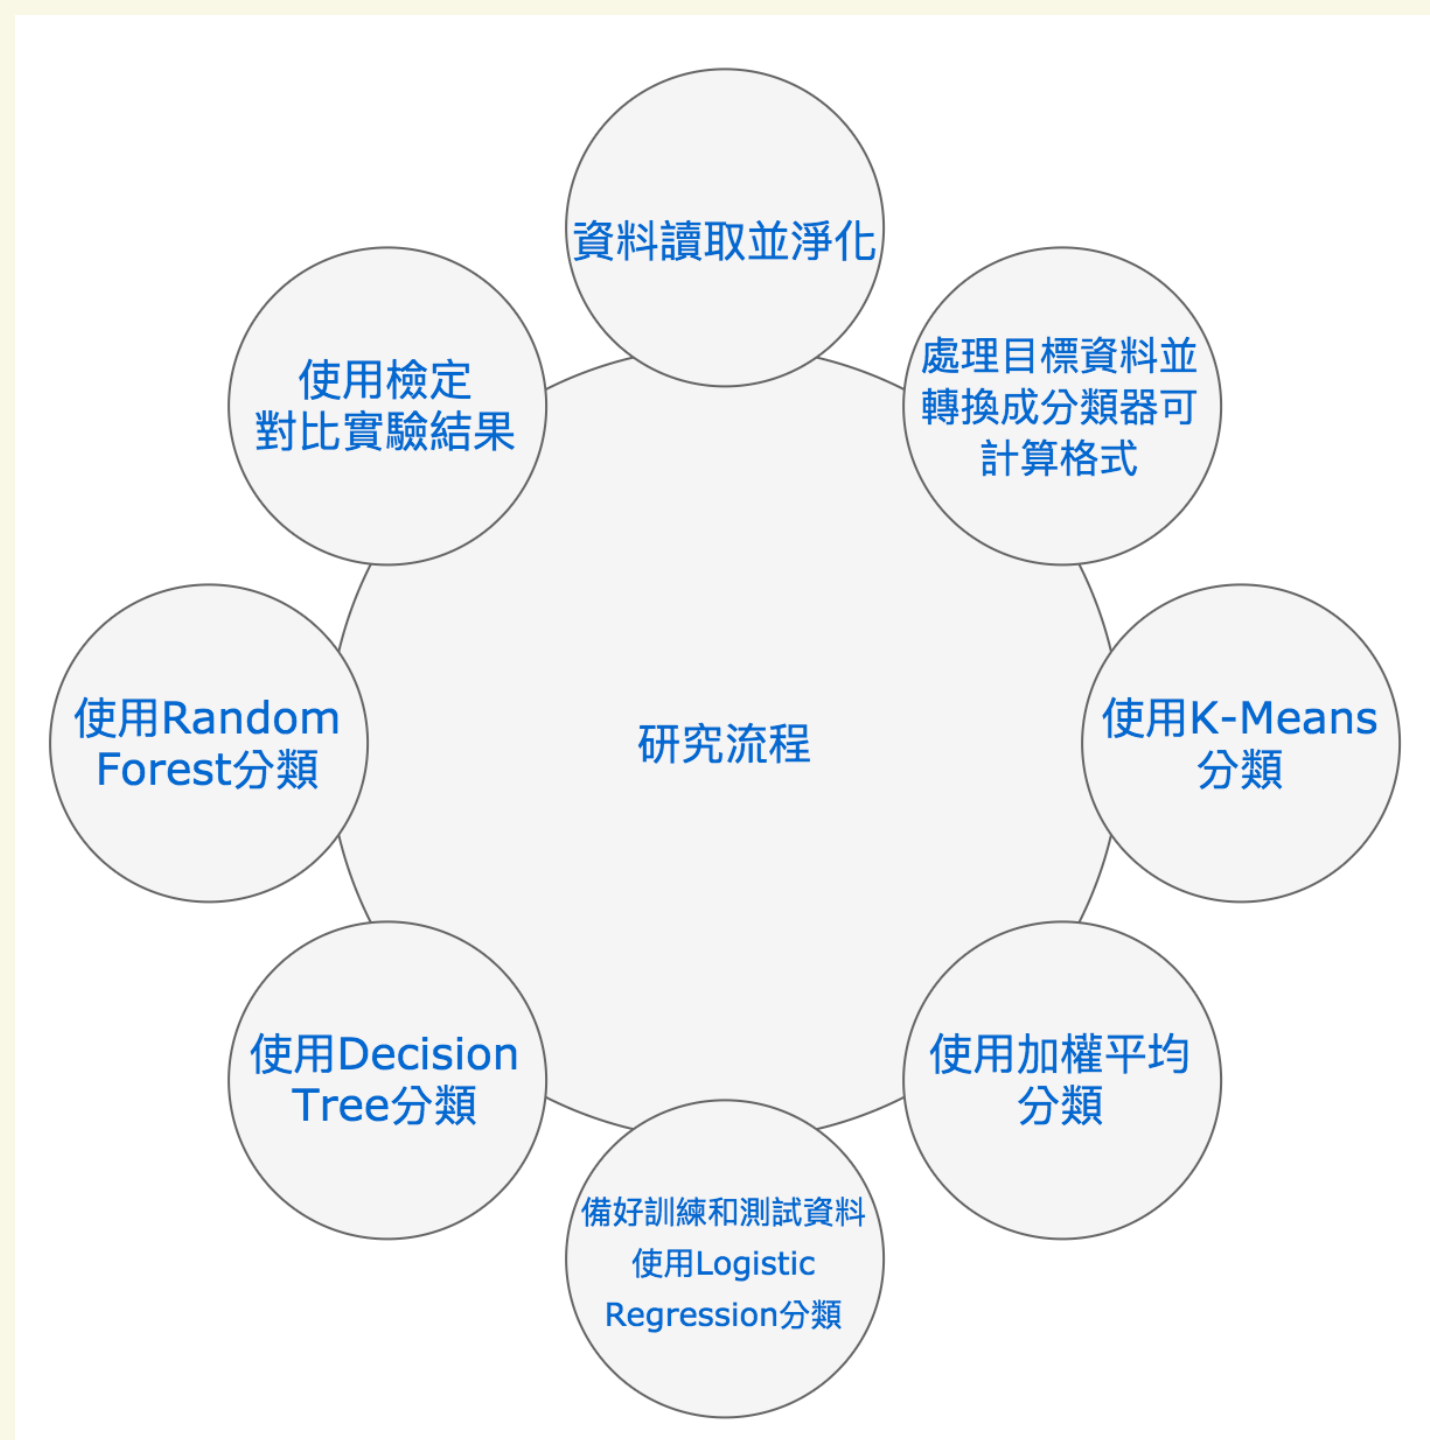 資料讀取並淨化
處理目標資料並
轉換成分類器可
計算格式
使用K-Means
分類
使用加權平均
分類
備好訓練和測試資料
使用Logistic
Regression分類
使用Decision
Tree分類
使用Random
Forest分類
使用檢定
對比實驗結果
研究流程